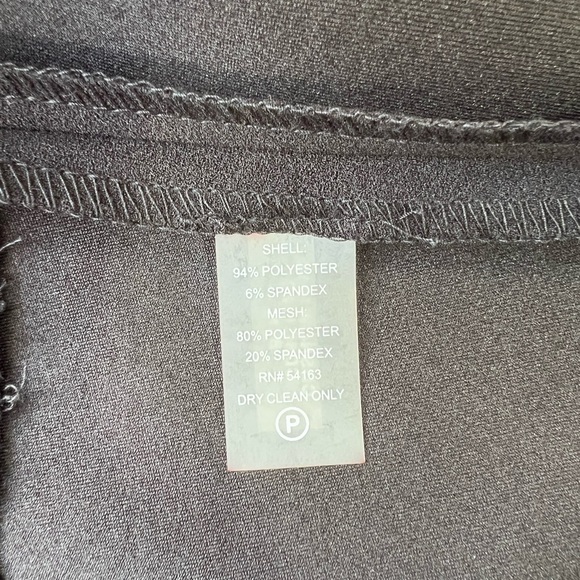 SHELL:
94% POLYESTER
6% SPANDEX
MESH:
80% POLYESTER
20% SPANDEX
RN# 54163
DRY CLEAN ONLY
P